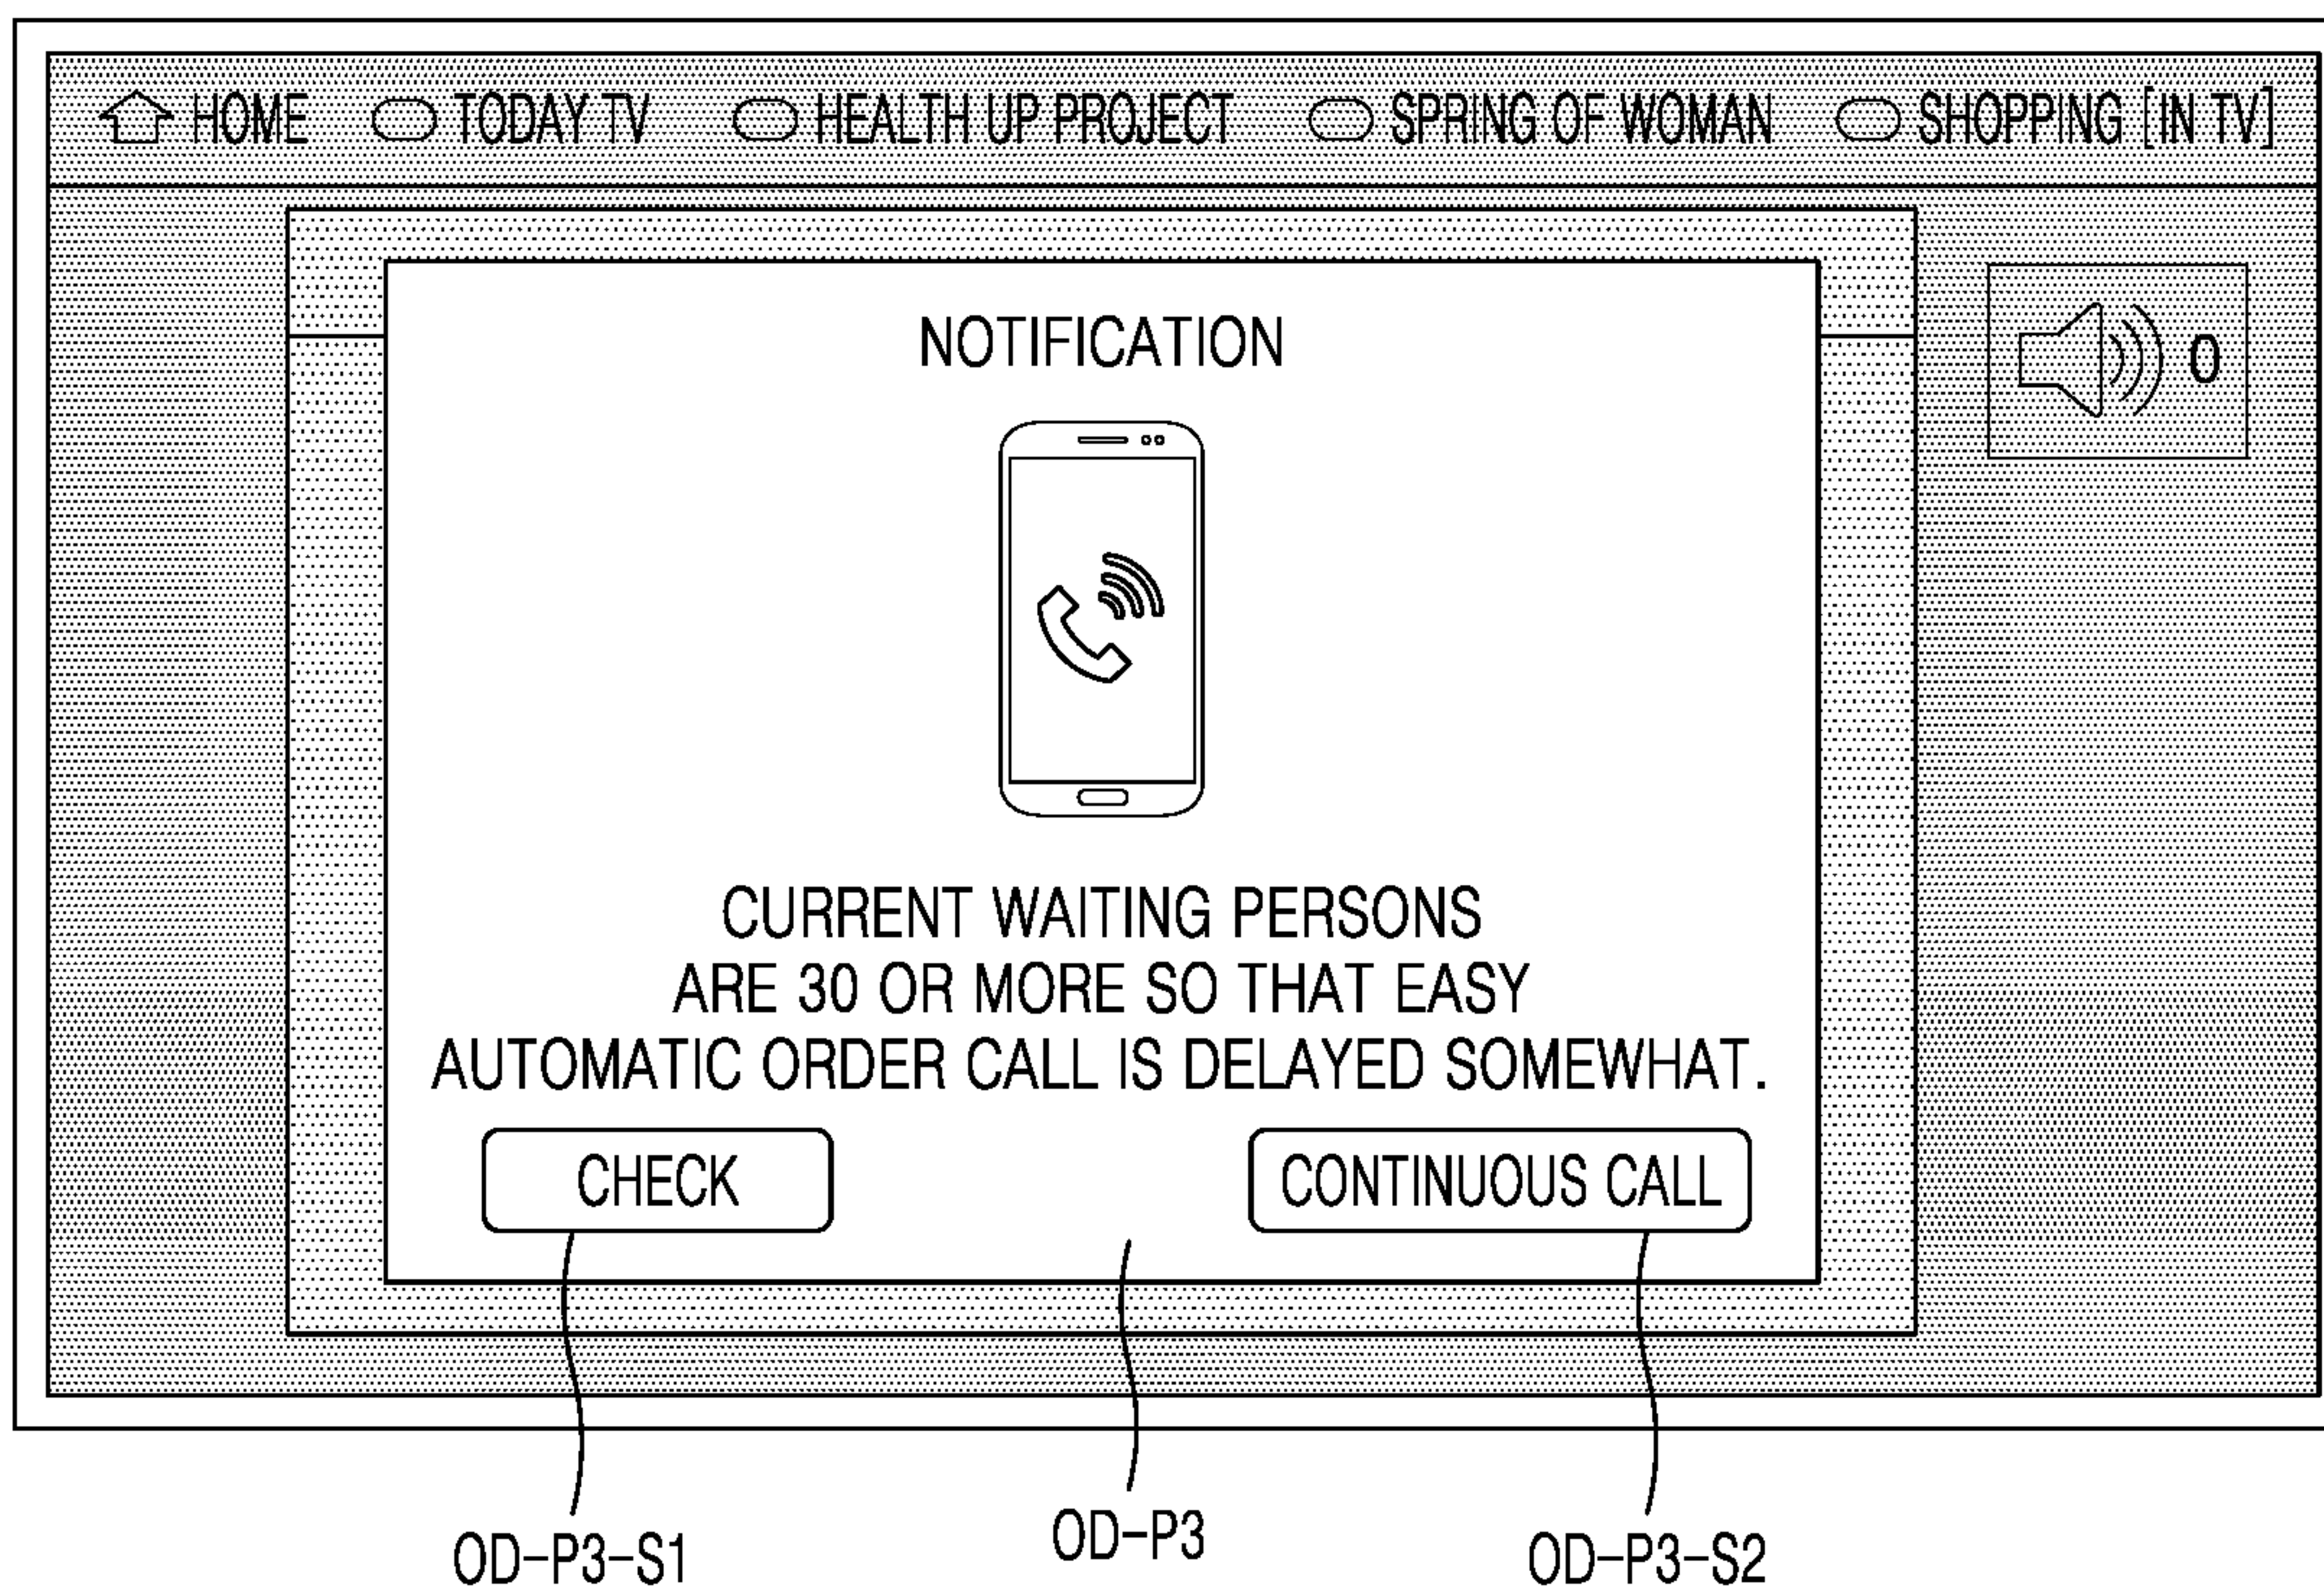 HOME TODAY TV HEALTH UP PROJECT SPRING OF WOMAN SHOPPING [IN TV]
NOTIFICATION
0
CURRENT WAITING PERSONS
ARE 30 OR MORE SO THAT EASY
AUTOMATIC ORDER CALL IS DELAYED SOMEWHAT.
CHECK CONTINUOUS CALL
OD-P3-S1 OD-P3 OD-P3-S2